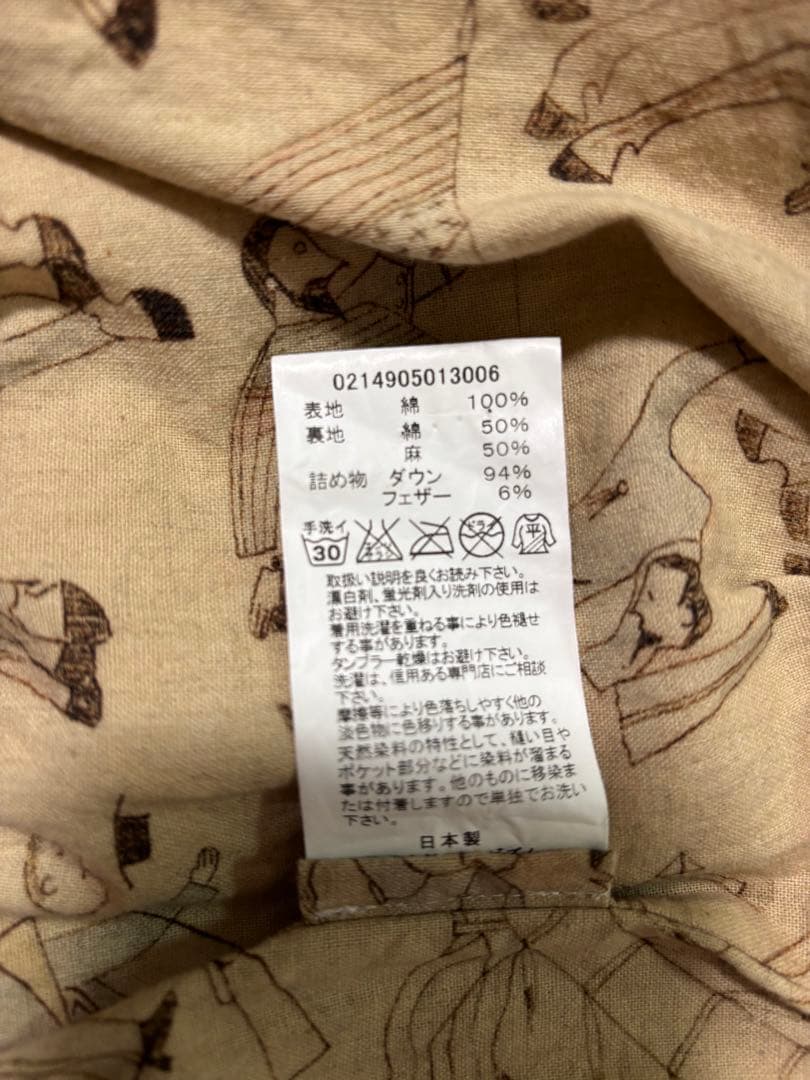 0214905013006
表地 綿 100%
裏地 綿 50%
麻 50%
詰め物 ダウン 94%
フェザー 6%
手洗イ
30 ドライ 平
取扱い説明を良くお読み下さい。
漂白剤、蛍光剤入り洗剤の使用は
お避け下さい。
着用洗濯を重ねる事により色褪せ
する事があります。
タンブラー乾燥はお避け下さい。
洗濯は、信用ある専門店にご相談
下さい。
摩擦等により色落ちしやすく他の
淡色物に色移りする事があります。
天然染料の特性として、縫い目や
ポケット部分などに染料が溜まる
事があります。他のものに移染ま
たは付着しますので単独でお洗い
下さい。
日本製